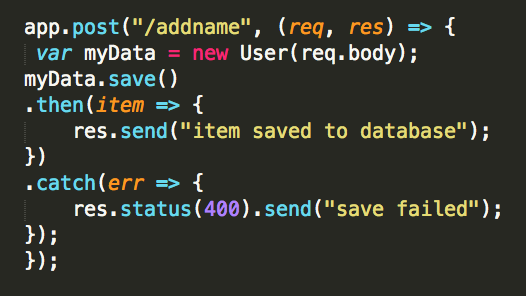 app.post("/addname", (req, res) => {
 var myData = new User(req.body);
myData.save()
.then(item => {
    res.send("item saved to database");
})
.catch(err => {
    res.status(400).send("save failed");
});
});